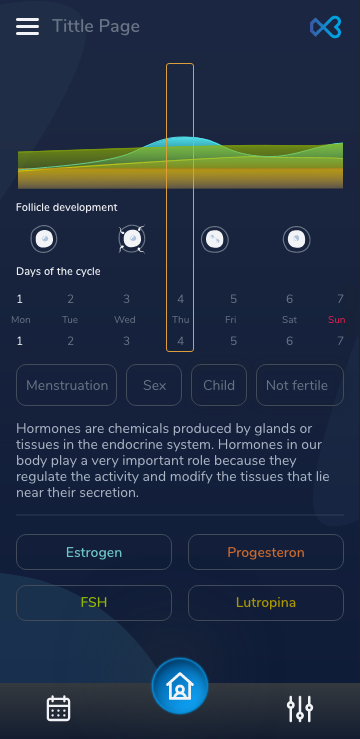 Tittle Page
Follicle development
Days of the cycle
1 2 3 4 5 6 7
Mon Tue Wed Thu Fri Sat Sun
1 2 3 4 5 6 7
Menstruation Sex Child Not fertile
Hormones are chemicals produced by glands or
tissues in the endocrine system. Hormones in our
body play a very important role because they
regulate the activity and modify the tissues that lie
near their secretion.
Estrogen Progesteron
FSH Lutropina